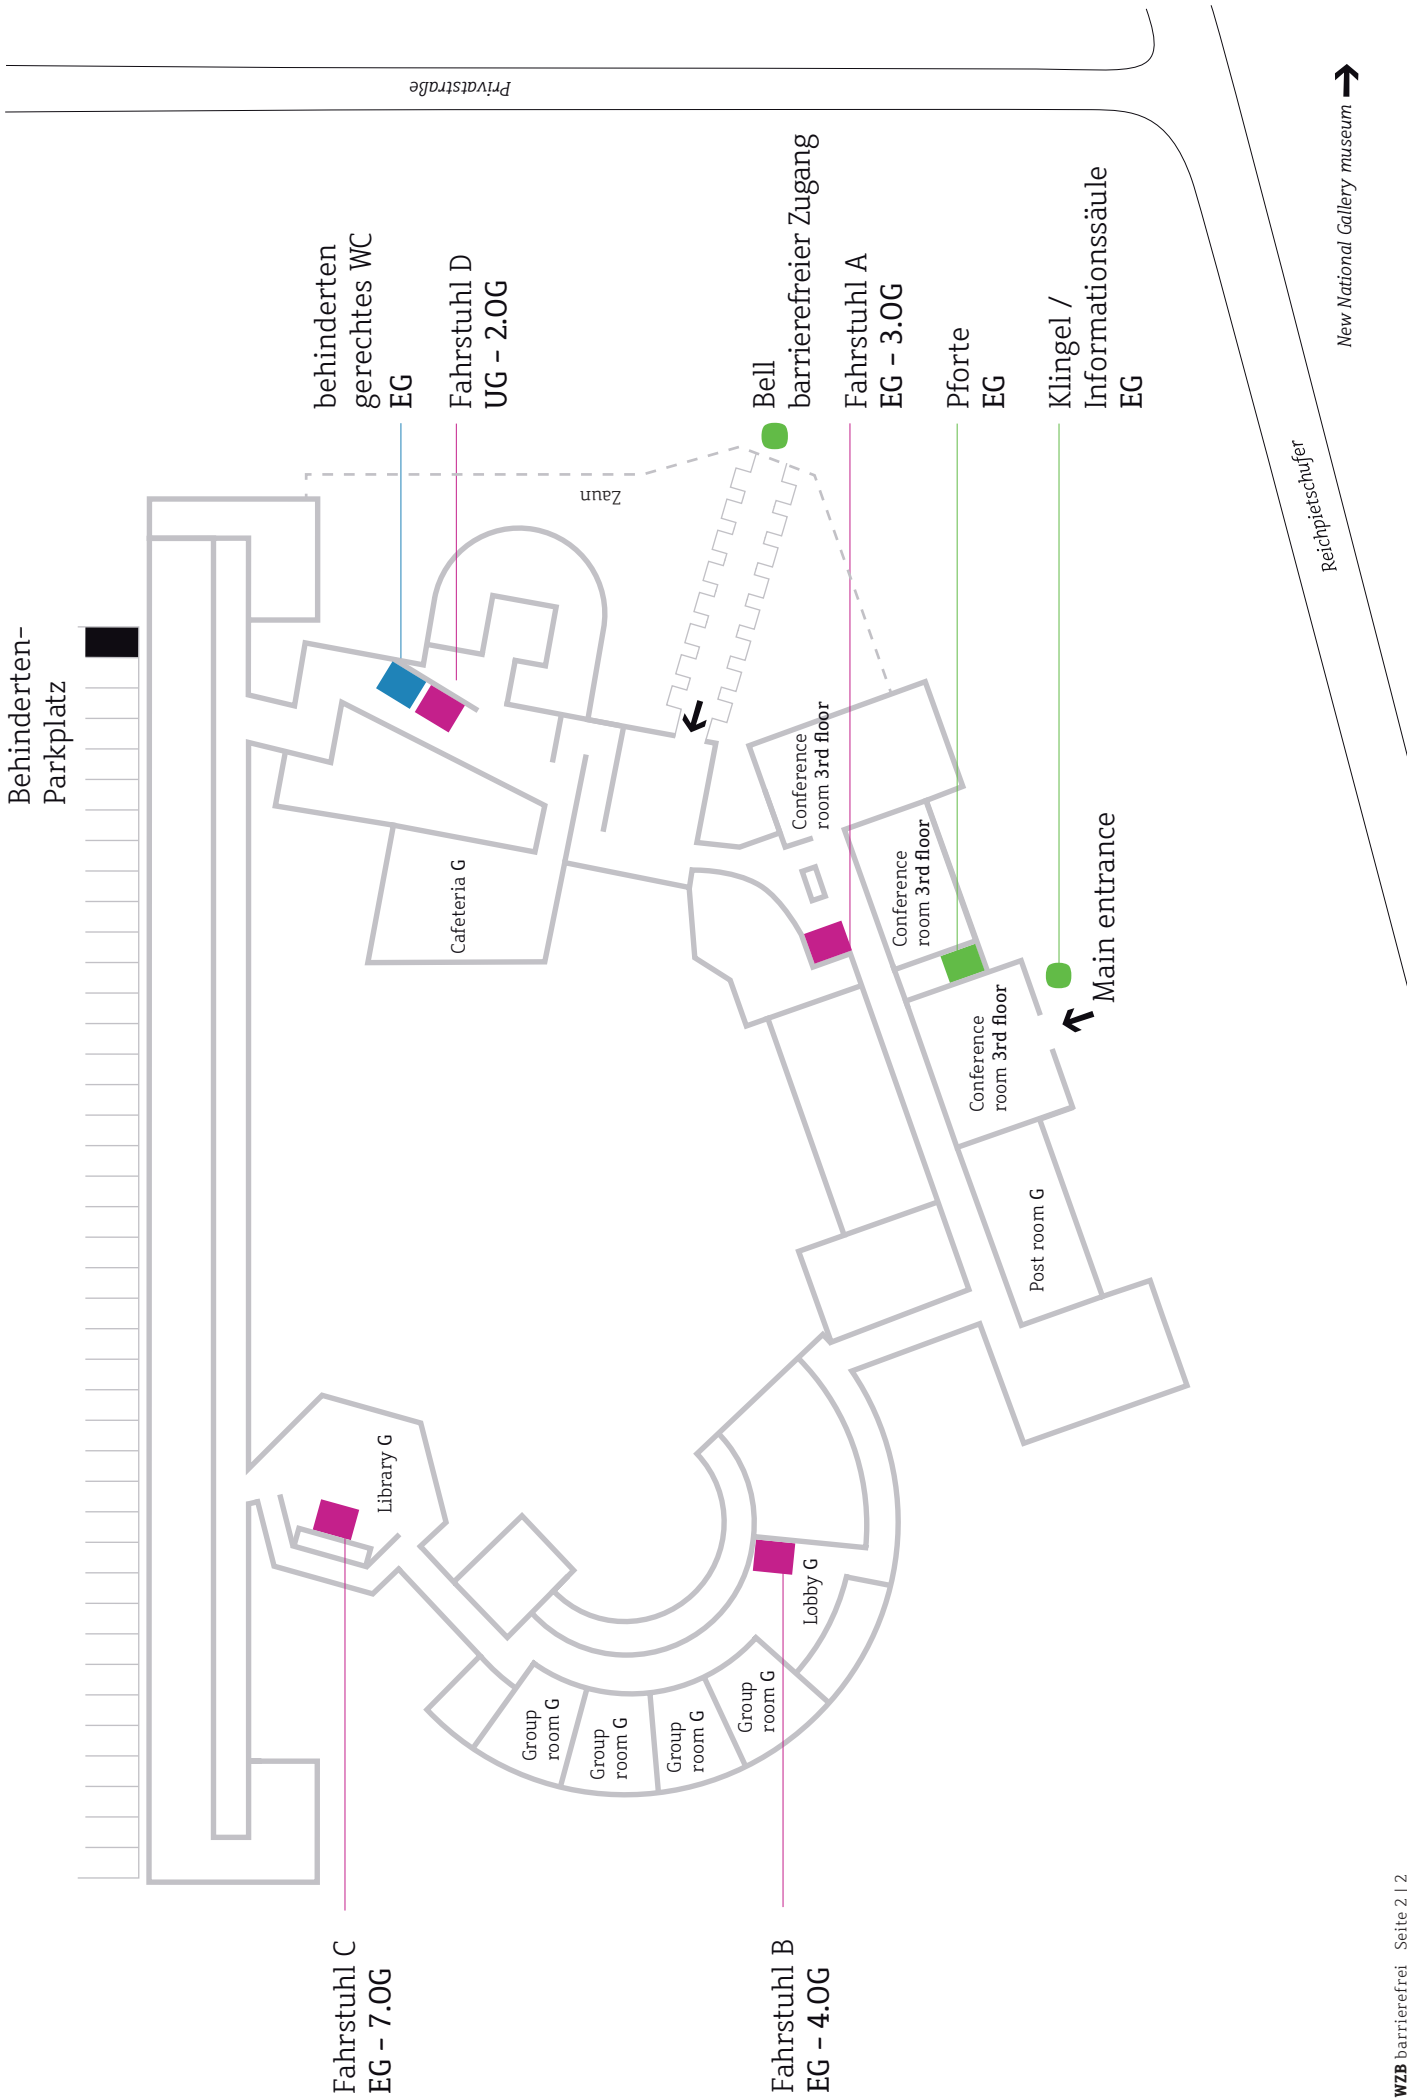 Behinderten-
Parkplatz
Privatstraße
behinderten
gerechtes WC
EG
Fahrstuhl D
UG – 2.OG
Zaun
Bell
barrierefreier Zugang
Fahrstuhl A
EG – 3.OG
Pforte
EG
Klingel /
Informationssäule
EG
New National Gallery museum
Reichpietschufer
Cafeteria G
Conference
room 3rd floor
Conference
room 3rd floor
Conference
room 3rd floor
Main entrance
Post room G
Library G
Lobby G
Group
room G
Group
room G
Group
room G
Group
room G
Fahrstuhl C
EG – 7.OG
Fahrstuhl B
EG – 4.OG
WZB barrierefrei Seite 2 | 2